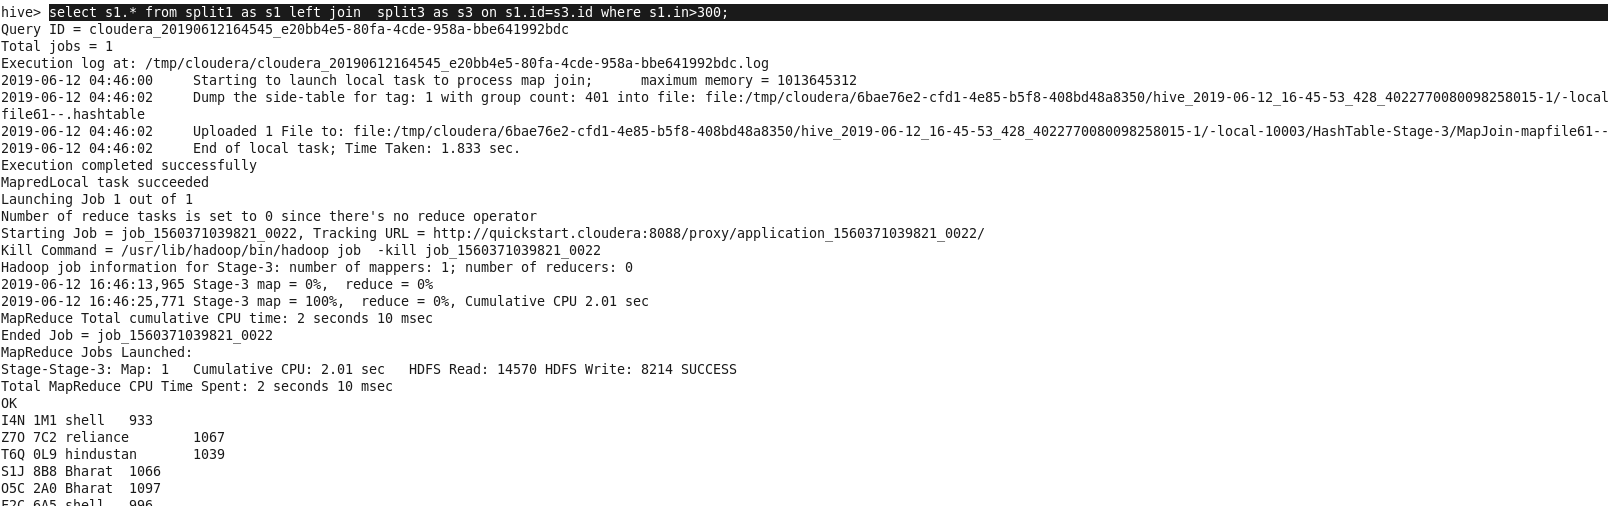 hive> select s1.* from split1 as s1 left join  split3 as s3 on s1.id=s3.id where s1.in>300;
Query ID = cloudera_20190612164545_e20bb4e5-80fa-4cde-958a-bbe641992bdc
Total jobs = 1
Execution log at: /tmp/cloudera/cloudera_20190612164545_e20bb4e5-80fa-4cde-958a-bbe641992bdc.log
2019-06-12 04:46:00     Starting to launch local task to process map join;      maximum memory = 1013645312
2019-06-12 04:46:02     Dump the side-table for tag: 1 with group count: 401 into file: file:/tmp/cloudera/6bae76e2-cfd1-4e85-b5f8-408bd48a8350/hive_2019-06-12_16-45-53_428_4022770080098258015-1/-local
file61--.hashtable
2019-06-12 04:46:02     Uploaded 1 File to: file:/tmp/cloudera/6bae76e2-cfd1-4e85-b5f8-408bd48a8350/hive_2019-06-12_16-45-53_428_4022770080098258015-1/-local-10003/HashTable-Stage-3/MapJoin-mapfile61--
2019-06-12 04:46:02     End of local task; Time Taken: 1.833 sec.
Execution completed successfully
MapredLocal task succeeded
Launching Job 1 out of 1
Number of reduce tasks is set to 0 since there's no reduce operator
Starting Job = job_1560371039821_0022, Tracking URL = http://quickstart.cloudera:8088/proxy/application_1560371039821_0022/
Kill Command = /usr/lib/hadoop/bin/hadoop job  -kill job_1560371039821_0022
Hadoop job information for Stage-3: number of mappers: 1; number of reducers: 0
2019-06-12 16:46:13,965 Stage-3 map = 0%,  reduce = 0%
2019-06-12 16:46:25,771 Stage-3 map = 100%,  reduce = 0%, Cumulative CPU 2.01 sec
MapReduce Total cumulative CPU time: 2 seconds 10 msec
Ended Job = job_1560371039821_0022
MapReduce Jobs Launched:
Stage-Stage-3: Map: 1   Cumulative CPU: 2.01 sec   HDFS Read: 14570 HDFS Write: 8214 SUCCESS
Total MapReduce CPU Time Spent: 2 seconds 10 msec
OK
I4N 1M1 shell   933
Z7O 7C2 reliance        1067
T6Q 0L9 hindustan       1039
S1J 8B8 Bharat  1066
O5C 2A0 Bharat  1097
shell   996